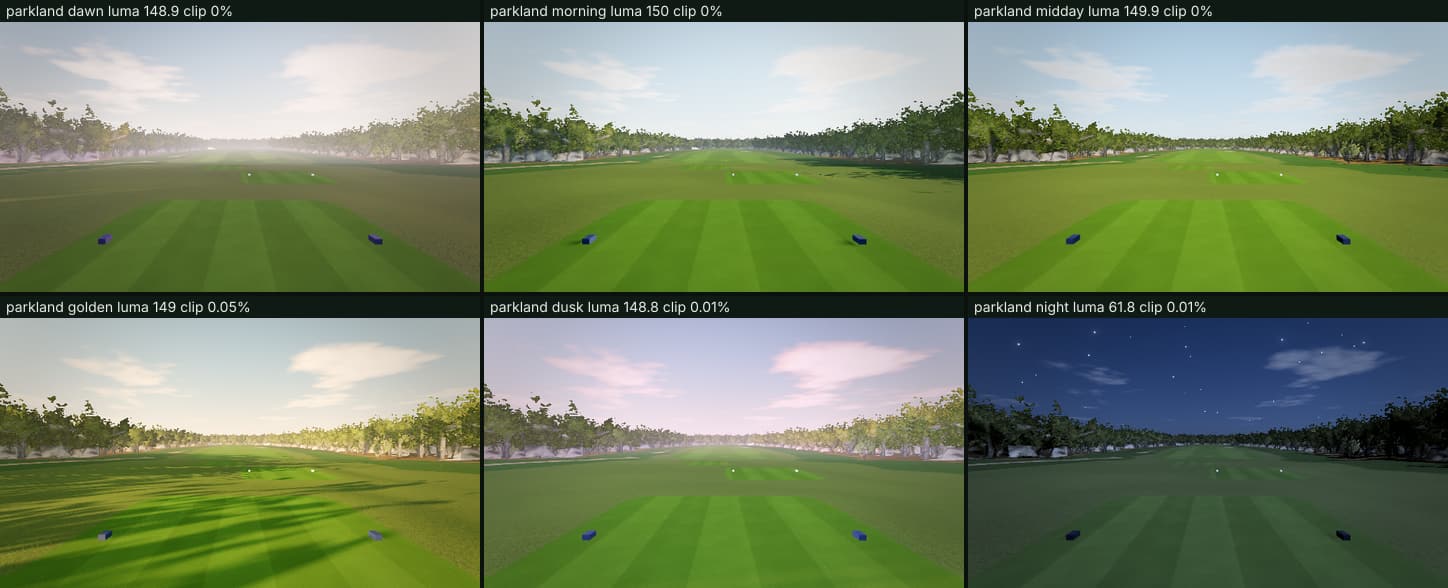 parkland dawn luma 148.9 clip 0%
parkland morning luma 150 clip 0%
parkland midday luma 149.9 clip 0%
parkland golden luma 149 clip 0.05%
parkland dusk luma 148.8 clip 0.01%
parkland night luma 61.8 clip 0.01%